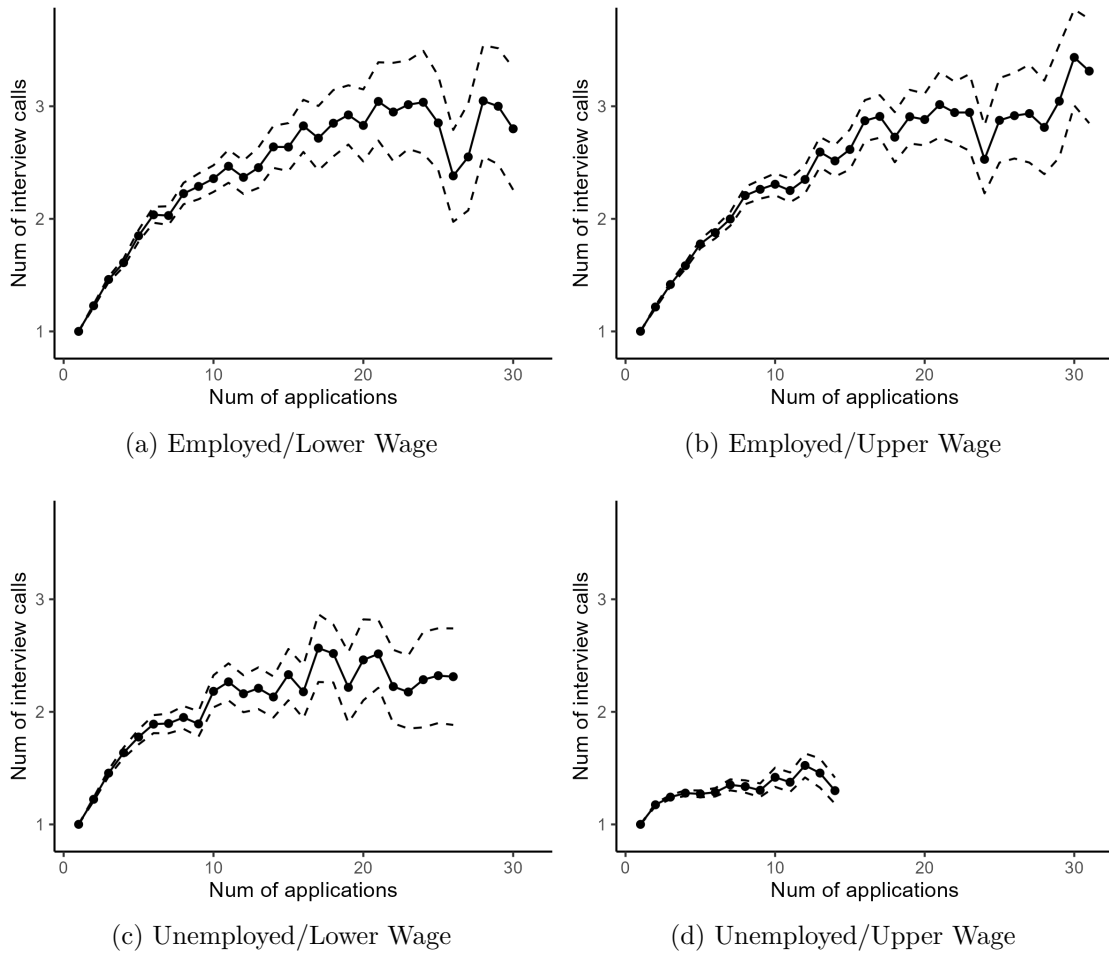 Num of interview calls
3
2
1
0
10
20
30
Num of applications
(a) Employed/Lower Wage
Num of interview calls
3
2
1
0
10
20
30
Num of applications
(b) Employed/Upper Wage
Num of interview calls
3
2
1
0
10
20
30
Num of applications
(c) Unemployed/Lower Wage
Num of interview calls
3
2
1
0
10
20
30
Num of applications
(d) Unemployed/Upper Wage